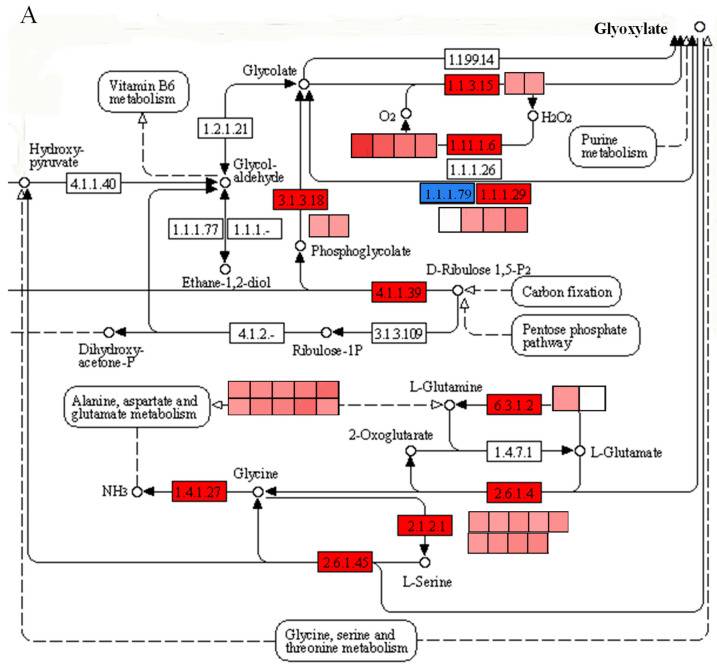 A
Glyoxylate
1.1.99.14
Glycolate
1.1.3.15
Vitamin B6
metabolism
O2
H2O2
1.2.1.21
1.11.1.6
Purine
metabolism
Hydroxy-
pyruvate
Glycol-
aldehyde
1.1.1.26
4.1.1.40
3.1.3.18
1.1.1.79
1.1.1.29
1.1.1.77
1.1.1.-
Phosphoglycolate
Ethane-1,2-diol
D-Ribulose 1,5-P2
4.1.1.39
Carbon fixation
4.1.2.-
3.1.3.109
Pentose phosphate
pathway
Dihydroxy-
acetone-P
Ribulose-1P
Alanine, aspartate and
glutamate metabolism
L-Glutamine
6.3.1.2
2-Oxoglutarate
1.4.7.1
L-Glutamate
Glycine
NH3
1.4.1.27
2.6.1.4
2.1.2.1
2.6.1.45
L-Serine
Glycine, serine and
threonine metabolism